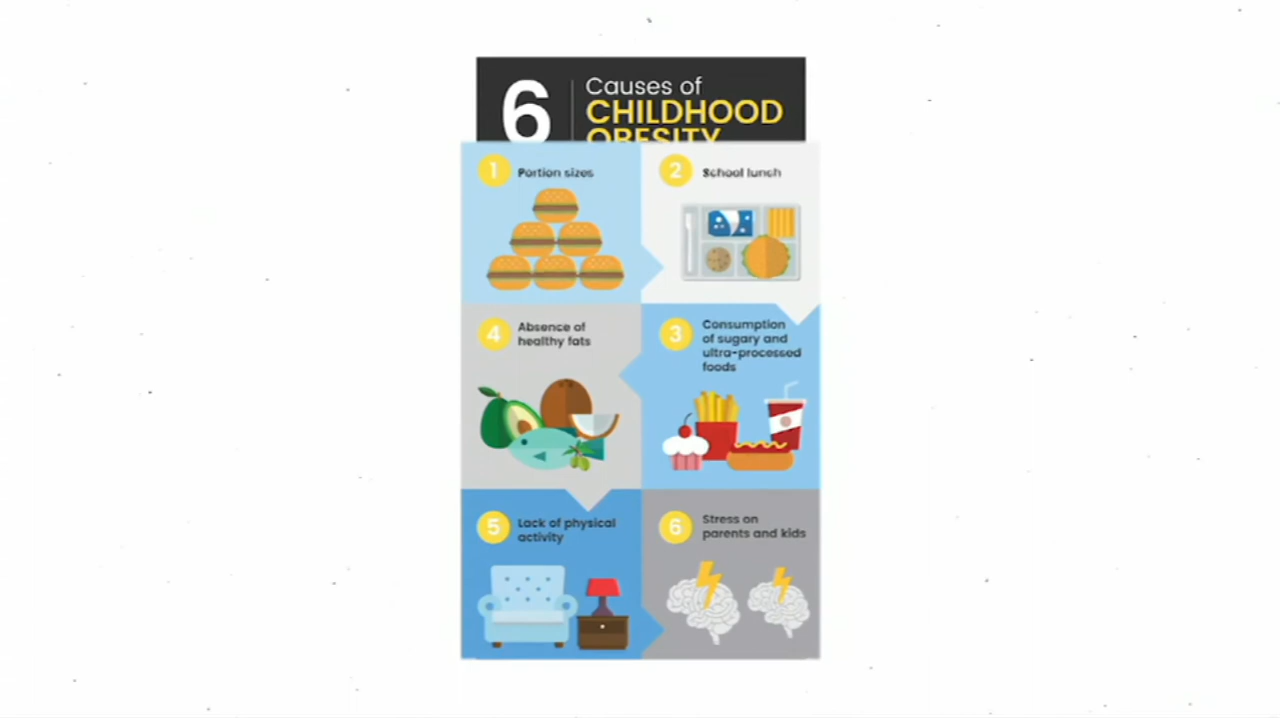 6
Causes of
CHILDHOOD
OBESITY
1 Portion sizes
2 School lunch
4 Absence of
healthy fats
3 Consumption
of sugary and
ultra-processed
foods
5 Lack of physical
activity
6 Stress on
parents and kids